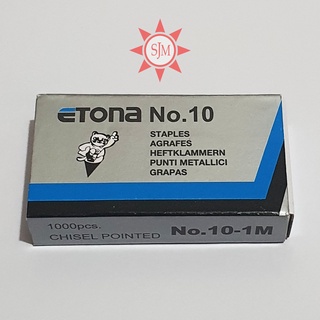 SJM
ETONA No.10
STAPLES
AGRAFES
HEFTKLAMMERN
PUNTI METALLICI
GRAPAS
1000pcs.
CHISEL POINTED
No.10-1M